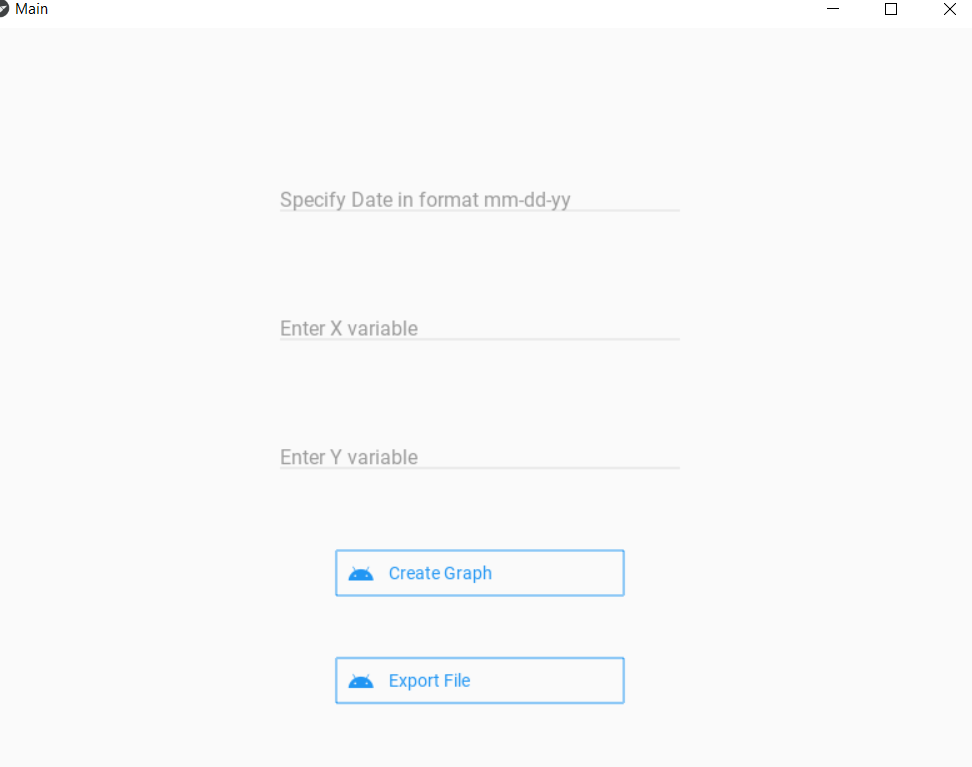 Main
Specify Date in format mm-dd-yy
Enter X variable
Enter Y variable
Create Graph
Export File